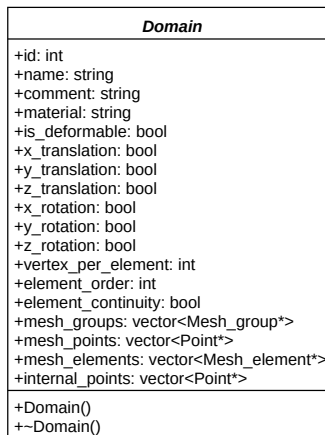 Domain
+id: int
+name: string
+comment: string
+material: string
+is_deformable: bool
+x_translation: bool
+y_translation: bool
+z_translation: bool
+x_rotation: bool
+y_rotation: bool
+z_rotation: bool
+vertex_per_element: int
+element_order: int
+element_continuity: bool
+mesh_groups: vector<Mesh_group*>
+mesh_points: vector<Point*>
+mesh_elements: vector<Mesh_element*>
+internal_points: vector<Point*>
+Domain()
+~Domain()